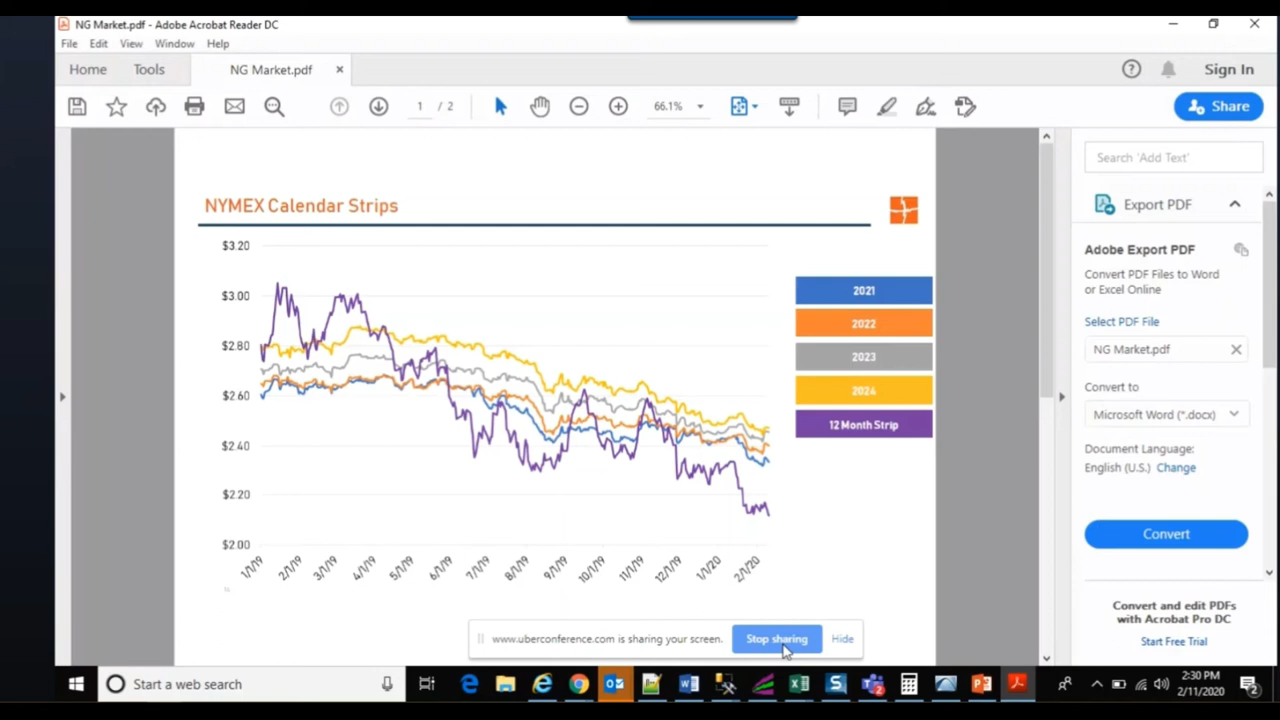 NG Market.pdf - Adobe Acrobat Reader DC
File Edit View Window Help
Home Tools NG Market.pdf Sign In
1 / 2 66.1% Share
Search 'Add Text'
NYMEX Calendar Strips
Export PDF
$3.20
$3.00
$2.80
$2.60
$2.40
$2.20
$2.00
1/1/19 2/1/19 3/1/19 4/1/19 5/1/19 6/1/19 7/1/19 8/1/19 9/1/19 10/1/19 11/1/19 12/1/19 1/1/20 2/1/20
2021
2022
2023
2024
12 Month Strip
Adobe Export PDF
Convert PDF Files to Word
or Excel Online
Select PDF File
NG Market.pdf
Convert to
Microsoft Word (*.docx)
Document Language:
English (U.S.) Change
Convert
Convert and edit PDFs
with Acrobat Pro DC
Start Free Trial
www.uberconference.com is sharing your screen. Stop sharing Hide
Start a web search
2:30 PM
2/11/2020
2
2